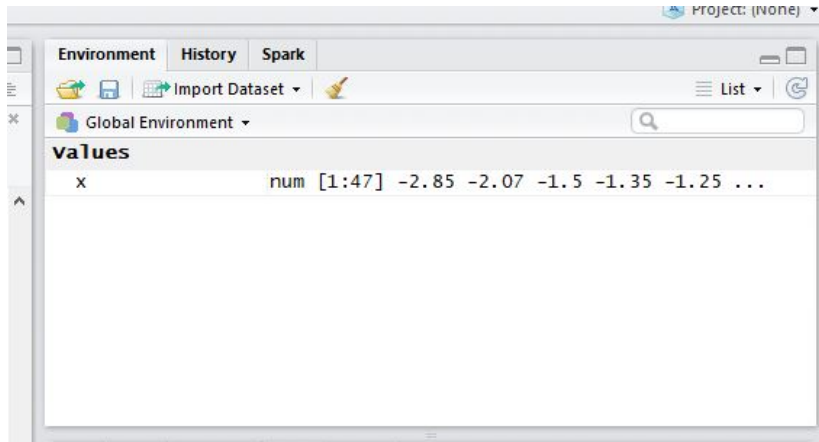 Project: (None)
Environment History Spark
Import Dataset List
Global Environment
Values
x num [1:47] -2.85 -2.07 -1.5 -1.35 -1.25 ...